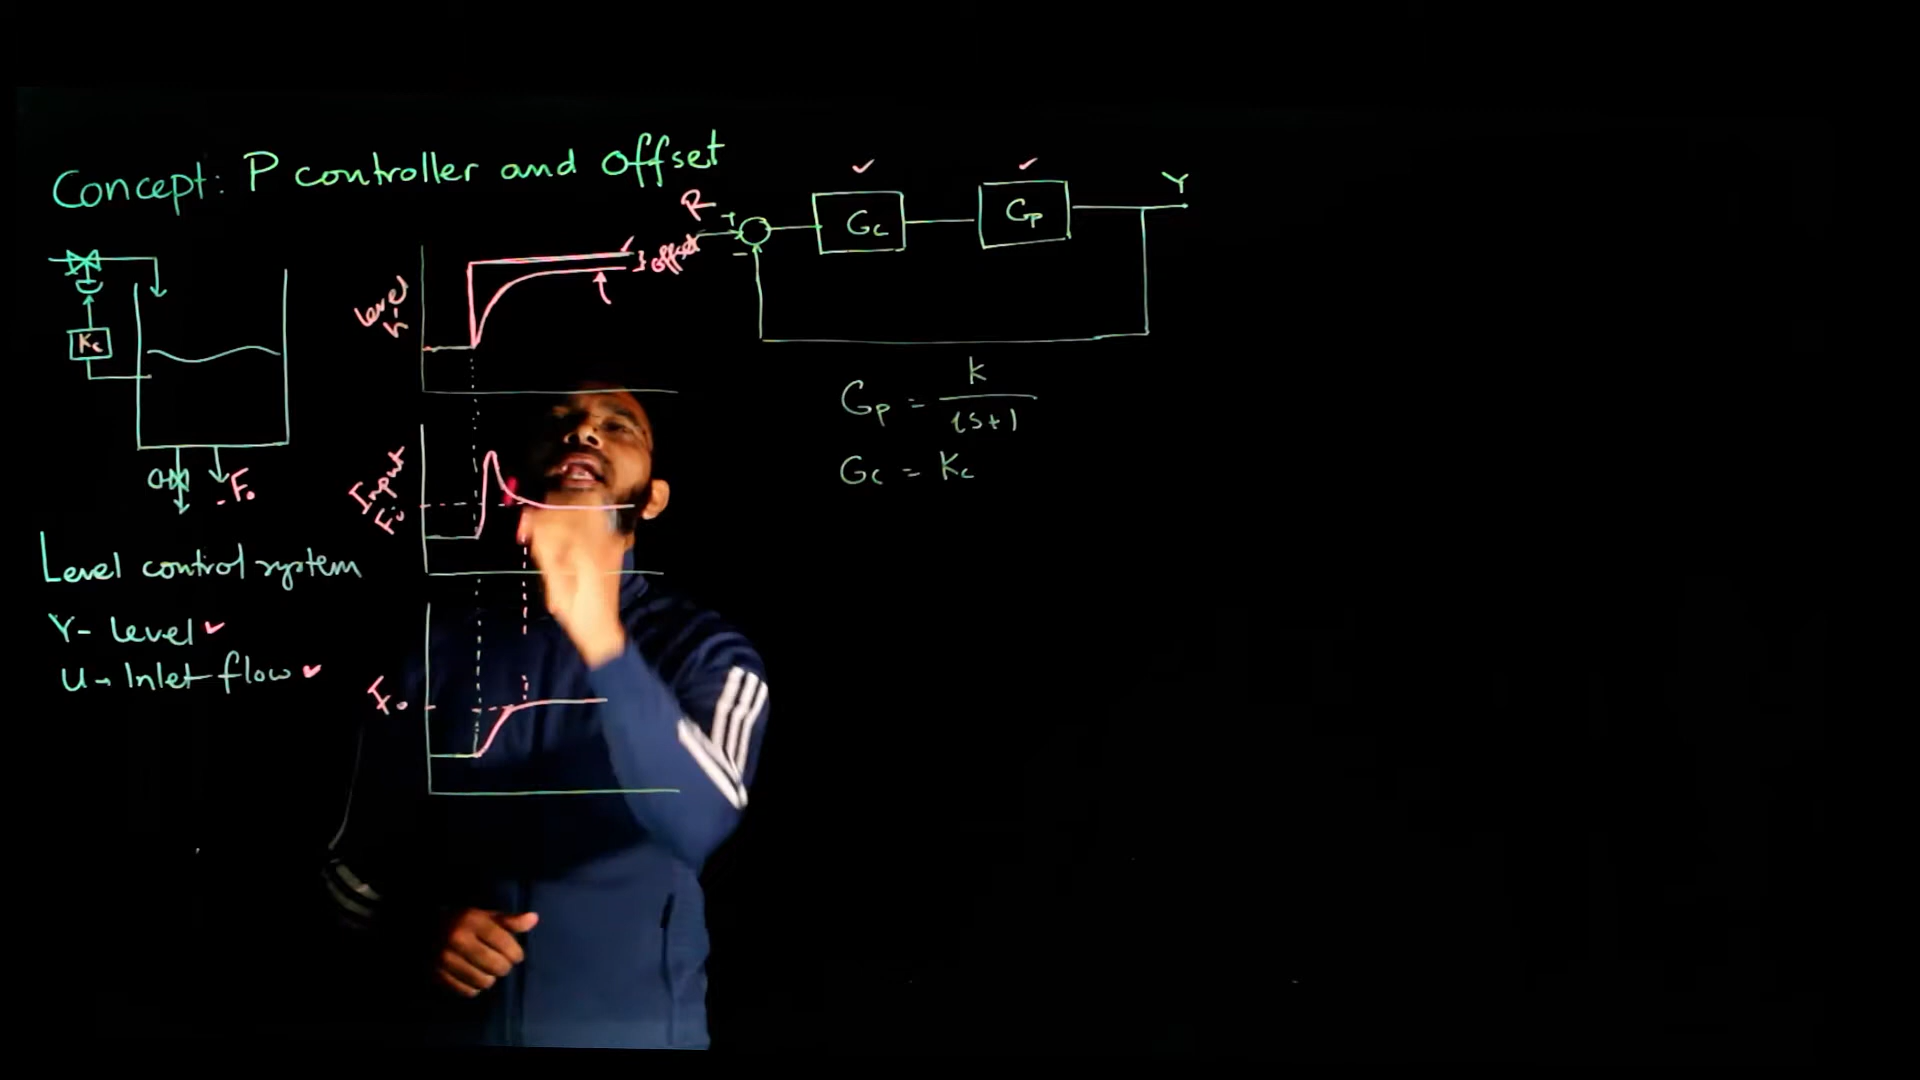 Concept: P controller and offset
R
+
-
Gc
Gp
Y
Level
h
} offset
Kc
Fo
Input
Fi
Fo
Level control system
Y- level ✓
U→ Inlet flow ✓
Gp = K / (τs+1)
Gc = Kc